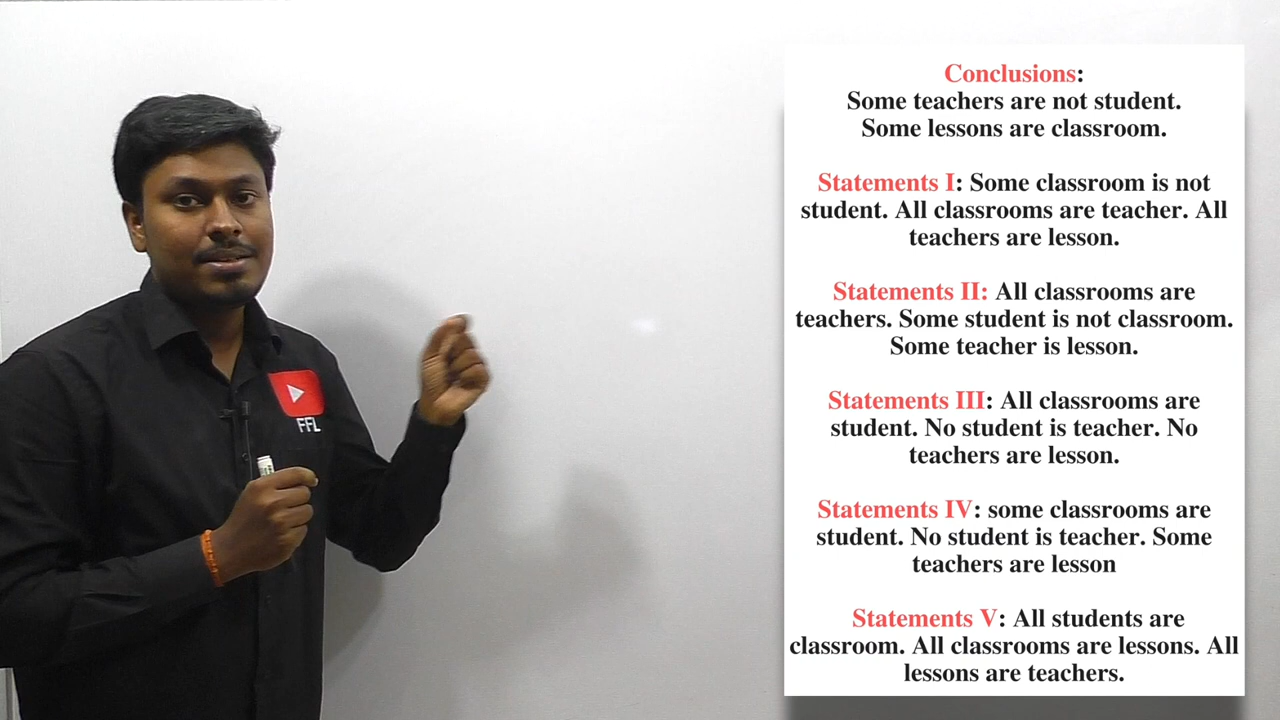 Conclusions:
Some teachers are not student.
Some lessons are classroom.
Statements I: Some classroom is not
student. All classrooms are teacher. All
teachers are lesson.
Statements II: All classrooms are
teachers. Some student is not classroom.
Some teacher is lesson.
Statements III: All classrooms are
student. No student is teacher. No
teachers are lesson.
Statements IV: some classrooms are
student. No student is teacher. Some
teachers are lesson
Statements V: All students are
classroom. All classrooms are lessons. All
lessons are teachers.
FFL